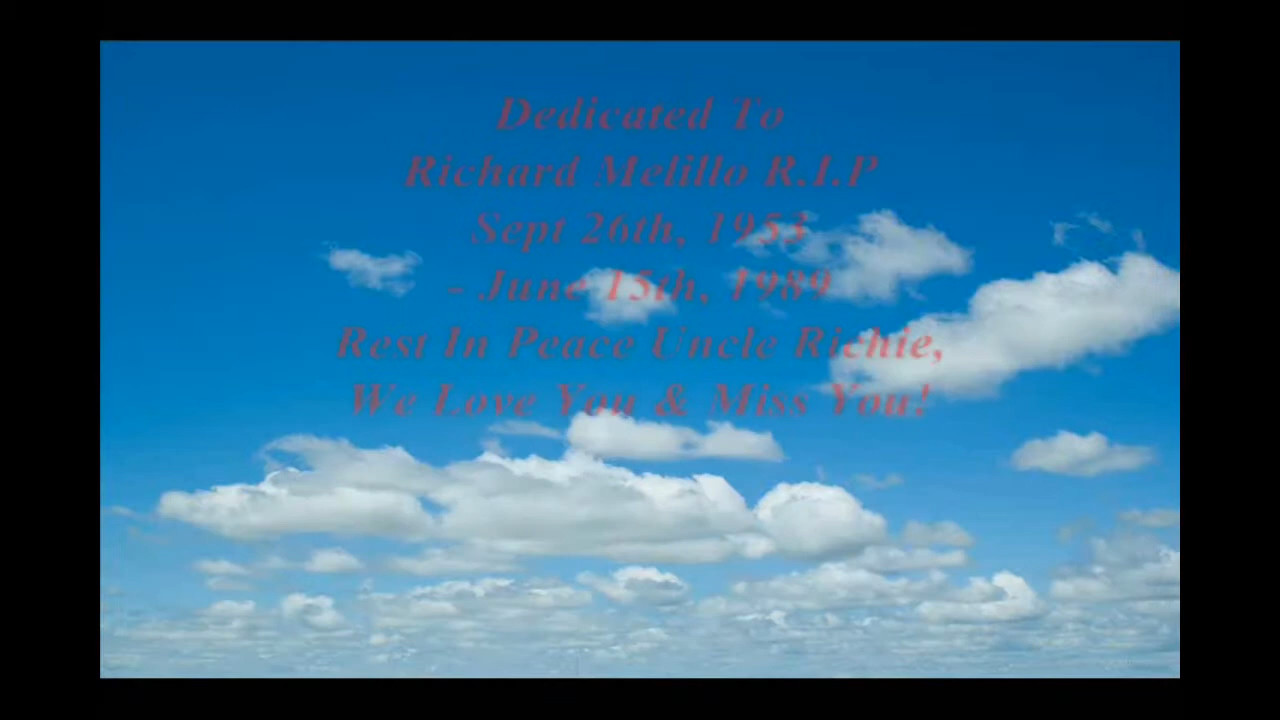 Dedicated To
Richard Melillo R.I.P
Sept 26th, 1953
- June 15th, 1989
Rest In Peace Uncle Richie,
We Love You & Miss You!